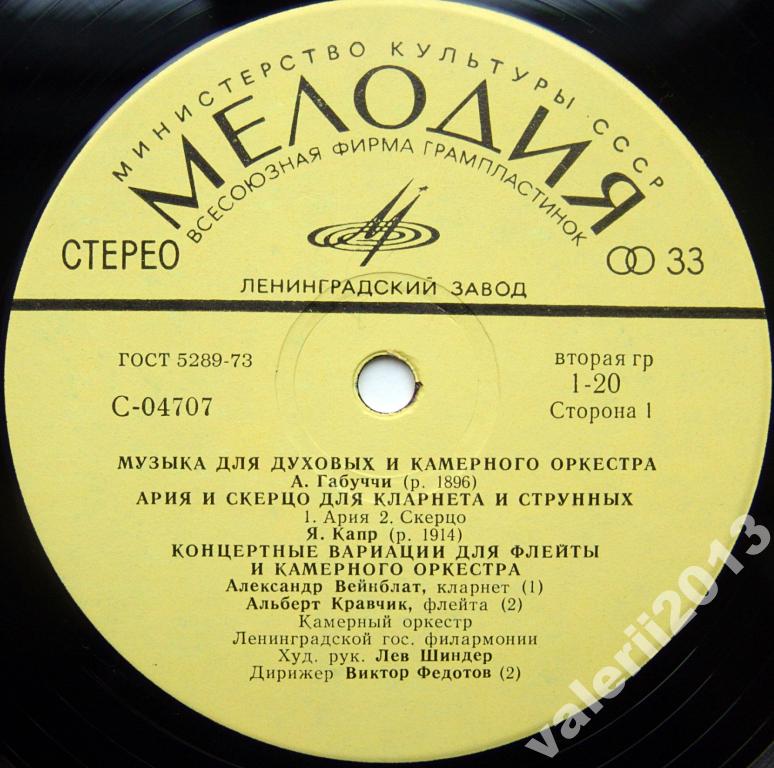 МИНИСТЕРСТВО КУЛЬТУРЫ СССР
МЕЛОДИЯ
ВСЕСОЮЗНАЯ ФИРМА ГРАМПЛАСТИНОК
СТЕРЕО
33
ЛЕНИНГРАДСКИЙ ЗАВОД
ГОСТ 5289-73
вторая гр
1-20
С-04707
Сторона 1
МУЗЫКА ДЛЯ ДУХОВЫХ И КАМЕРНОГО ОРКЕСТРА
А. Габуччи (р. 1896)
АРИЯ И СКЕРЦО ДЛЯ КЛАРНЕТА И СТРУННЫХ
1. Ария 2. Скерцо
Я. Капр (р. 1914)
КОНЦЕРТНЫЕ ВАРИАЦИИ ДЛЯ ФЛЕЙТЫ
И КАМЕРНОГО ОРКЕСТРА
Александр Вейнблат, кларнет (1)
Альберт Кравчик, флейта (2)
Камерный оркестр
Ленинградской гос. филармонии
Худ. рук. Лев Шиндер
Дирижер Виктор Федотов (2)
valerii2013